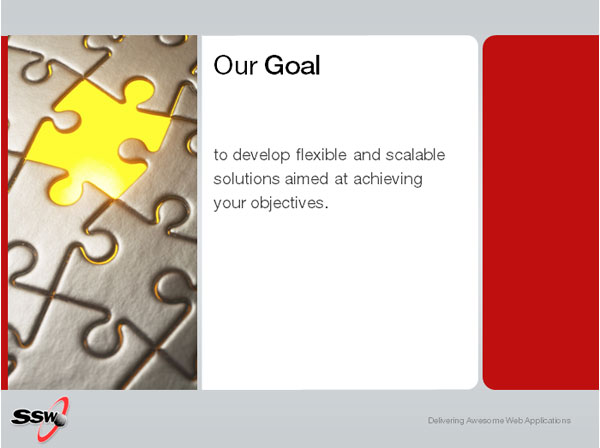 Our Goal
to develop flexible and scalable
solutions aimed at achieving
your objectives.
SSW
Delivering Awesome Web Applications